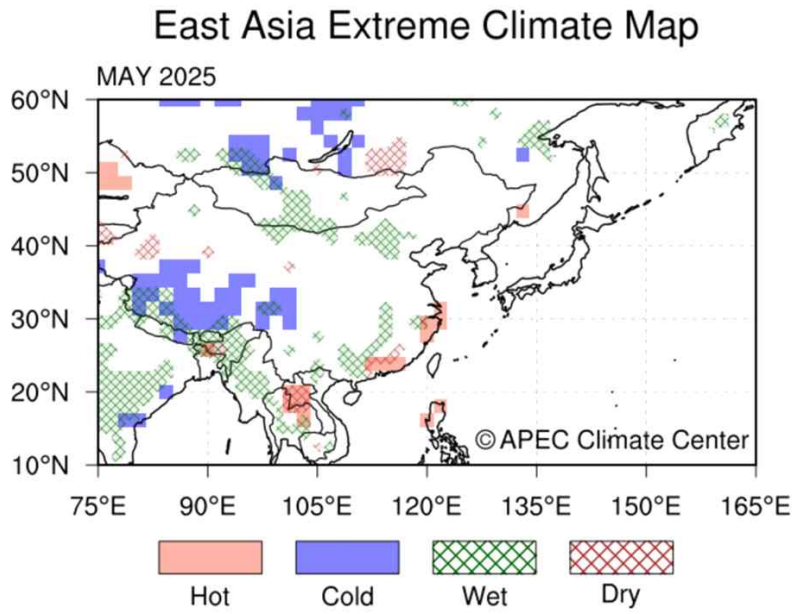 East Asia Extreme Climate Map
MAY 2025
60°N
50°N
40°N
30°N
20°N
10°N
©APEC Climate Center
75°E 90°E 105°E 120°E 135°E 150°E 165°E
Hot Cold Wet Dry